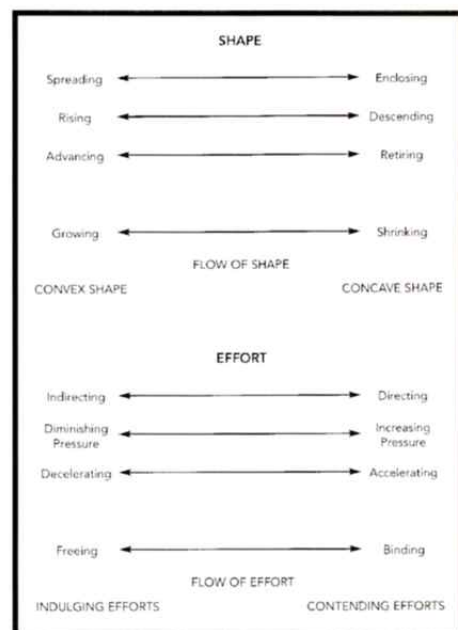 SHAPE
Spreading Enclosing
Rising Descending
Advancing Retiring
Growing Shrinking
FLOW OF SHAPE
CONVEX SHAPE CONCAVE SHAPE
EFFORT
Indirecting Directing
Diminishing Increasing
Pressure Pressure
Decelerating Accelerating
Freeing Binding
FLOW OF EFFORT
INDULGING EFFORTS CONTENDING EFFORTS